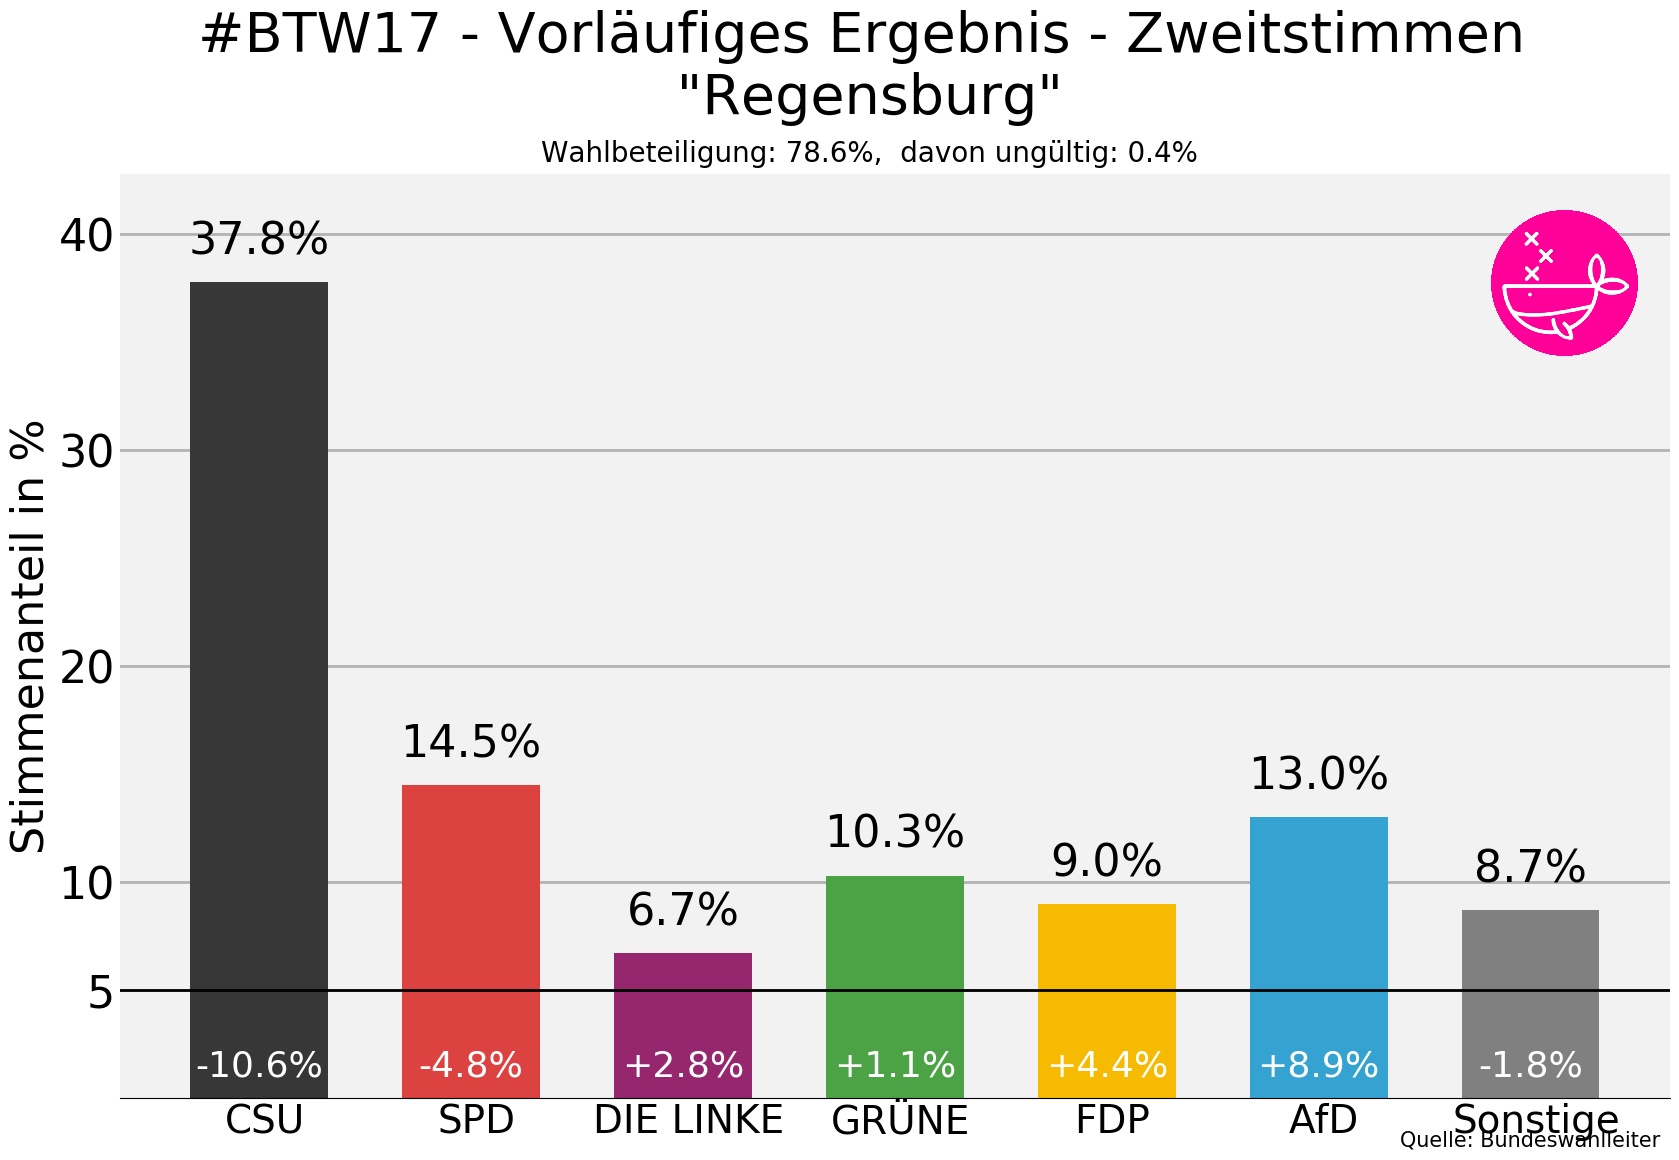 #BTW17 - Vorläufiges Ergebnis - Zweitstimmen
"Regensburg"
Wahlbeteiligung: 78.6%,  davon ungültig: 0.4%
Stimmenanteil in %
40
30
20
10
5
37.8%
14.5%
6.7%
10.3%
9.0%
13.0%
8.7%
-10.6%
-4.8%
+2.8%
+1.1%
+4.4%
+8.9%
-1.8%
CSU
SPD
DIE LINKE
GRÜNE
FDP
AfD
Sonstige
Quelle: Bundeswahlleiter